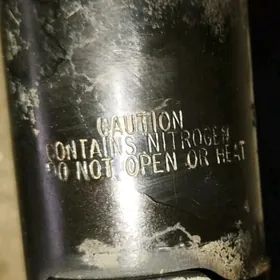 CAUTION
CONTAINS NITROGEN
DO NOT OPEN OR HEAT